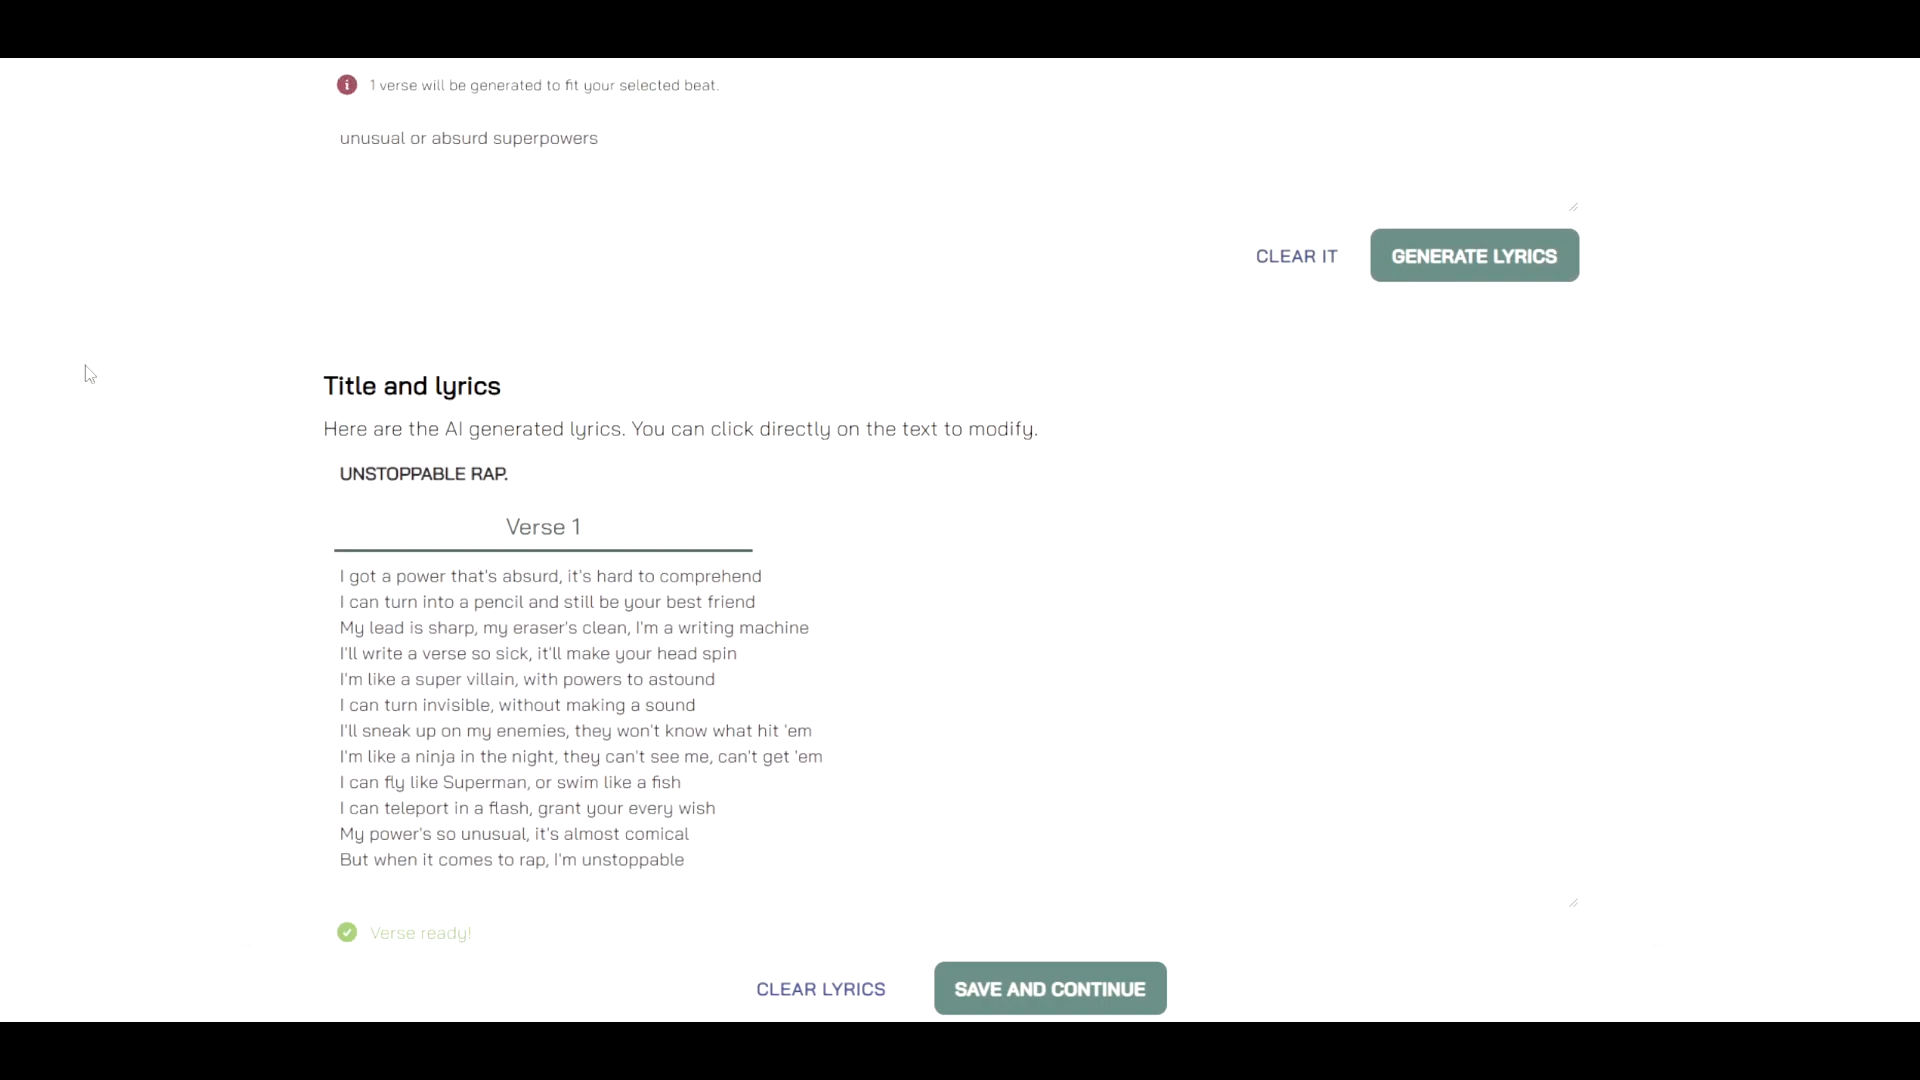 1 verse will be generated to fit your selected beat.
unusual or absurd superpowers
CLEAR IT
GENERATE LYRICS
Title and lyrics
Here are the AI generated lyrics. You can click directly on the text to modify.
UNSTOPPABLE RAP.
Verse 1
I got a power that's absurd, it's hard to comprehend
I can turn into a pencil and still be your best friend
My lead is sharp, my eraser's clean, I'm a writing machine
I'll write a verse so sick, it'll make your head spin
I'm like a super villain, with powers to astound
I can turn invisible, without making a sound
I'll sneak up on my enemies, they won't know what hit 'em
I'm like a ninja in the night, they can't see me, can't get 'em
I can fly like Superman, or swim like a fish
I can teleport in a flash, grant your every wish
My power's so unusual, it's almost comical
But when it comes to rap, I'm unstoppable
Verse ready!
CLEAR LYRICS
SAVE AND CONTINUE